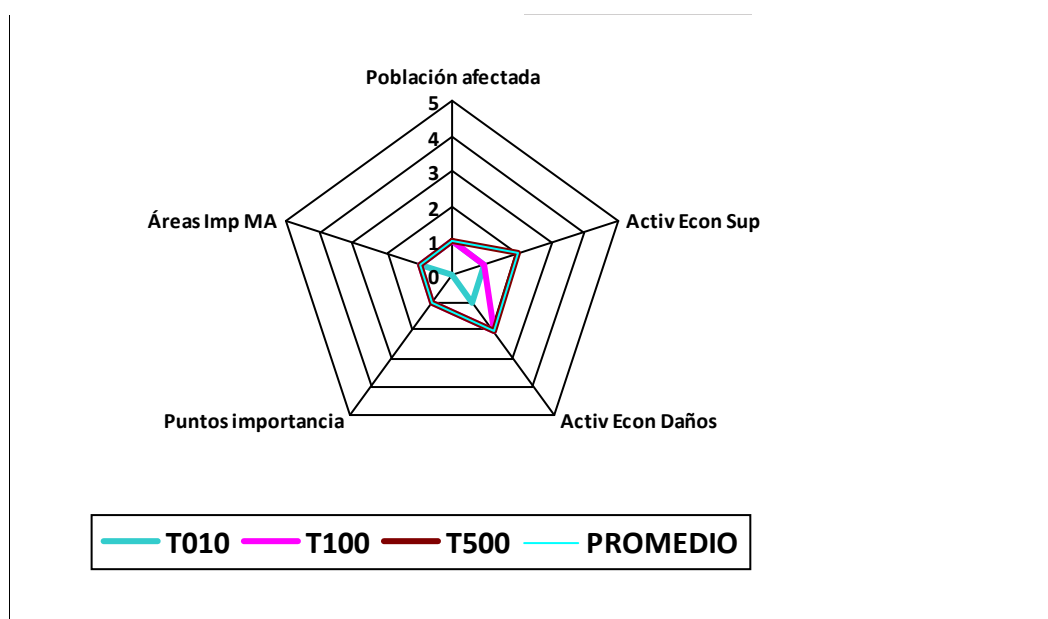 Población afectada
5
4
3
2
1
0
Áreas Imp MA
Activ Econ Sup
Puntos importancia
Activ Econ Daños
T010 T100 T500 PROMEDIO